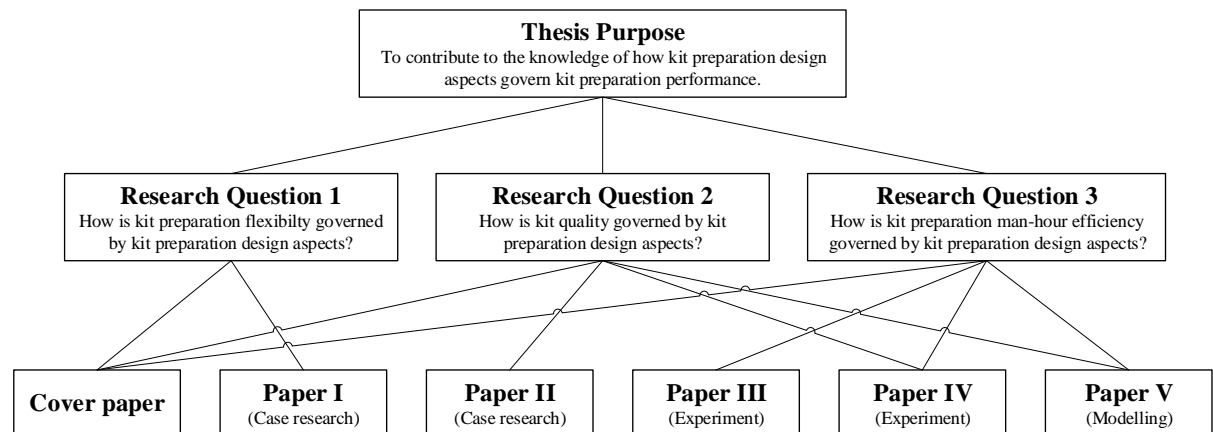 Thesis Purpose
To contribute to the knowledge of how kit preparation design
aspects govern kit preparation performance.
Research Question 1
How is kit preparation flexibilty governed
by kit preparation design aspects?
Research Question 2
How is kit quality governed by kit
preparation design aspects?
Research Question 3
How is kit preparation man-hour efficiency
governed by kit preparation design aspects?
Cover paper
Paper I
(Case research)
Paper II
(Case research)
Paper III
(Experiment)
Paper IV
(Experiment)
Paper V
(Modelling)